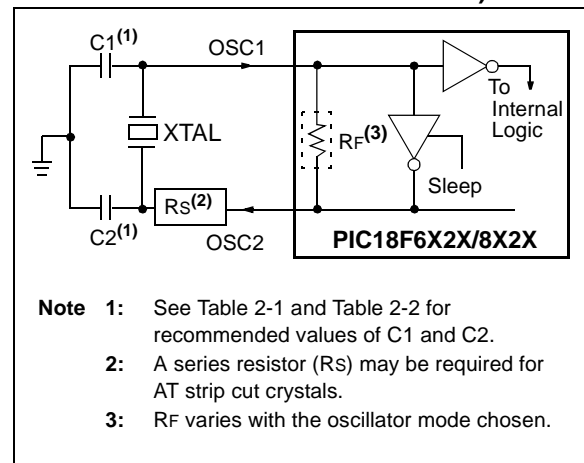 C1(1)
OSC1
To
Internal
Logic
XTAL
RF(3)
Sleep
RS(2)
C2(1)
OSC2
PIC18F6X2X/8X2X
Note 1: See Table 2-1 and Table 2-2 for
recommended values of C1 and C2.
2: A series resistor (RS) may be required for
AT strip cut crystals.
3: RF varies with the oscillator mode chosen.